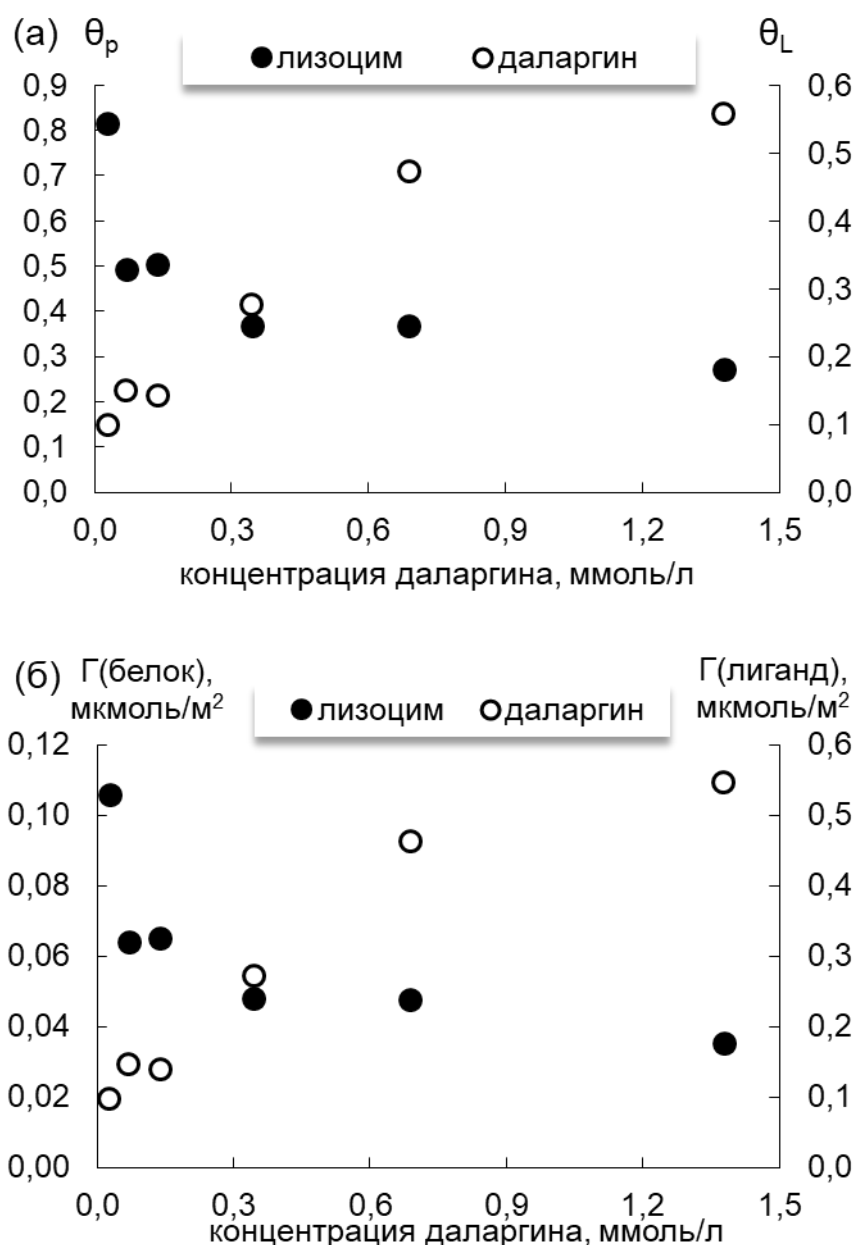 (а) θp θL
лизоцим даларгин
0,9 0,6
0,8
0,5
0,7
0,6
0,4
0,5
0,3
0,4
0,3
0,2
0,2
0,1
0,1
0,0 0,0
0,0 0,3 0,6 0,9 1,2 1,5
концентрация даларгина, ммоль/л
(б) Г(белок), Г(лиганд),
мкмоль/м² мкмоль/м²
лизоцим даларгин
0,12 0,6
0,10 0,5
0,08 0,4
0,06 0,3
0,04 0,2
0,02 0,1
0,00 0,0
0,0 0,3 0,6 0,9 1,2 1,5
концентрация даларгина, ммоль/л